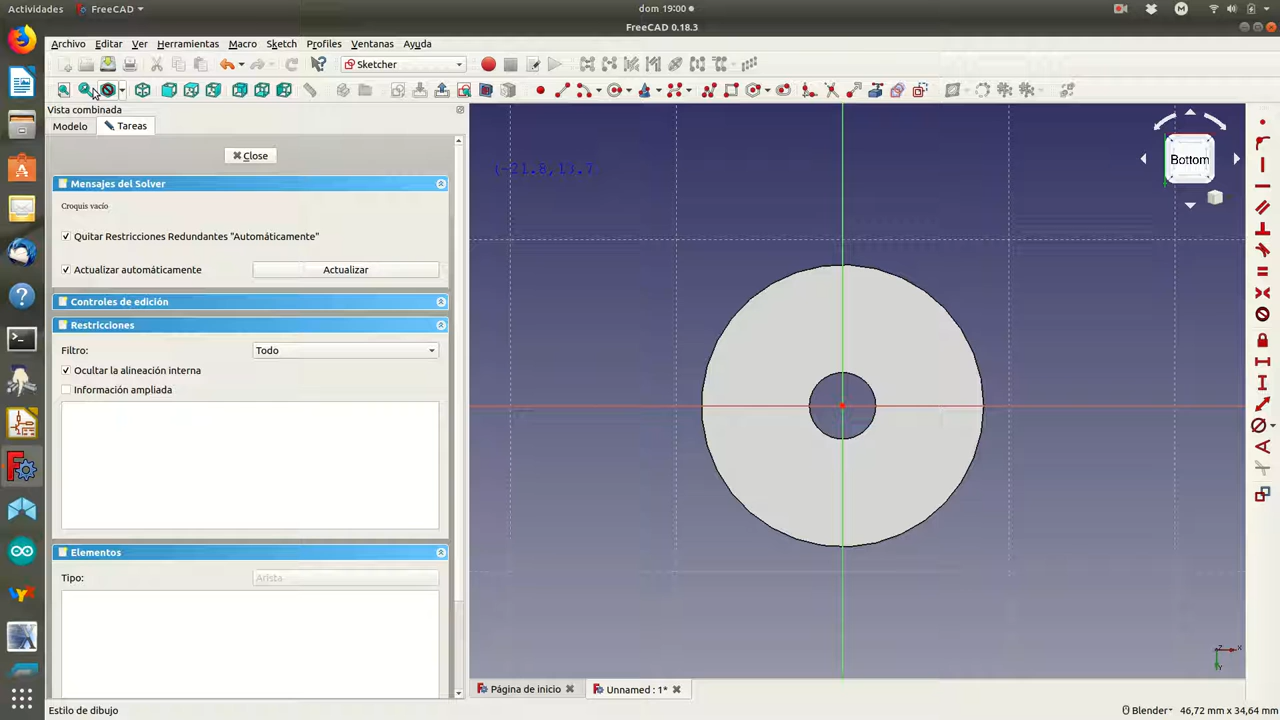 Actividades
FreeCAD
dom 19:00
FreeCAD 0.18.3
Archivo Editar Ver Herramientas Macro Sketch Profiles Ventanas Ayuda
Sketcher
Vista combinada
Modelo Tareas
Close
Mensajes del Solver
Croquis vacío
Quitar Restricciones Redundantes "Automáticamente"
Actualizar automáticamente Actualizar
Controles de edición
Restricciones
Filtro: Todo
Ocultar la alineación interna
Información ampliada
Elementos
Tipo: Arista
Bottom
Página de inicio Unnamed : 1*
Estilo de dibujo
Blender 46,72 mm x 34,64 mm